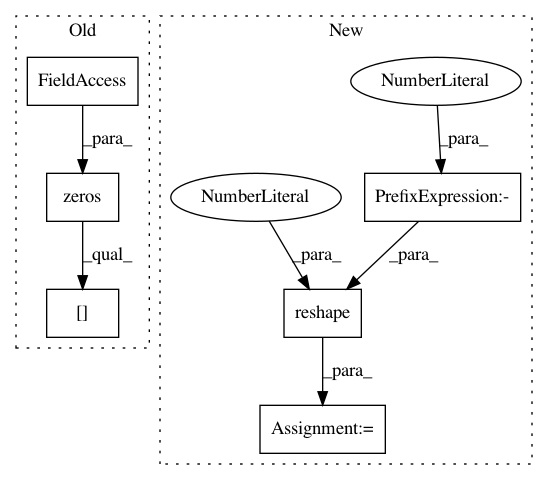 Old
New
FieldAccess
NumberLiteral
_para_
_para_
zeros
NumberLiteral
PrefixExpression:-
_qual_
_para_
_para_
[]
reshape
_para_
Assignment:=